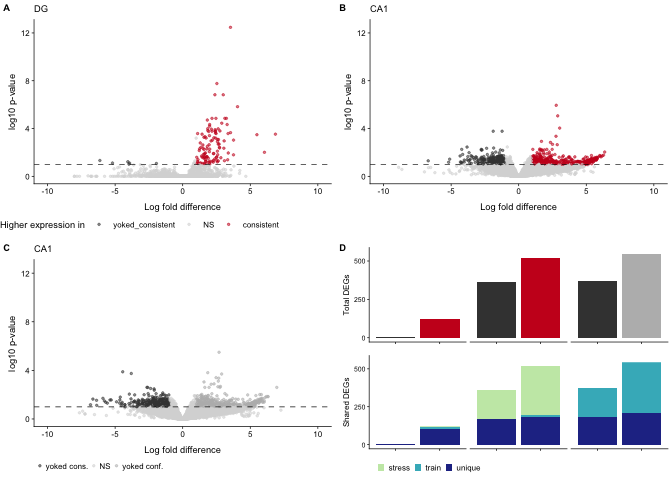 A DG
12
8
4
0
log10 p-value
-10 -5 0 5 10
Log fold difference
Higher expression in yoked_consistent NS consistent
B CA1
12
8
4
0
log10 p-value
-10 -5 0 5 10
Log fold difference
C CA1
12
8
4
0
log10 p-value
-10 -5 0 5 10
Log fold difference
yoked cons. NS yoked conf.
D
500
250
0
Total DEGs
500
250
0
Shared DEGs
stress train unique